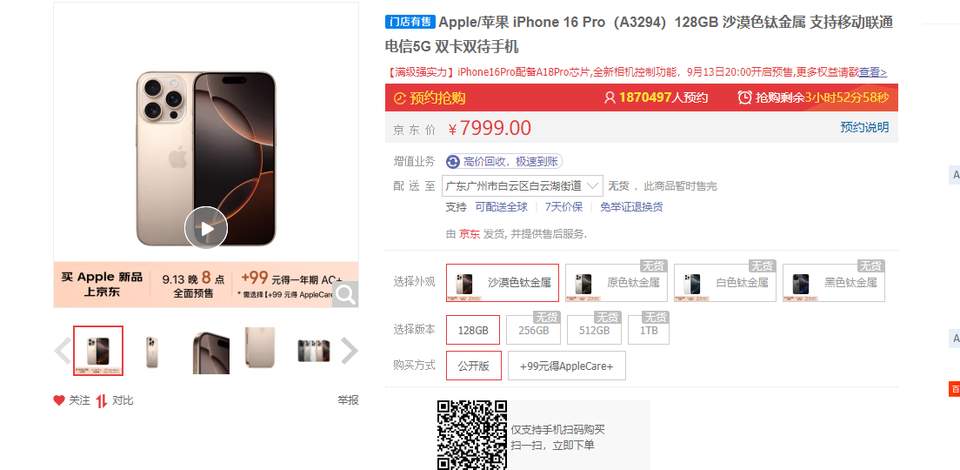 门店有售 Apple/苹果 iPhone 16 Pro（A3294）128GB 沙漠色钛金属 支持移动联通
电信5G 双卡双待手机
【满级强实力】iPhone16Pro配备A18Pro芯片,全新相机控制功能，9月13日20:00开启预售,更多权益请戳查看>
预约抢购 1870497人预约 抢购剩余3小时52分58秒
京东价 ￥7999.00 预约说明
增值业务 高价回收，极速到账
配送至 广东广州市白云区白云湖街道 无货 ，此商品暂时售完
支持 可配送全球 7天价保 免举证退换货
由 京东 发货, 并提供售后服务.
买 Apple 新品
上京东
9.13 晚 8 点
全面预售
+99 元得一年期 AC+
* 需选择【+99 元得 AppleCare
选择外观 沙漠色钛金属 原色钛金属 无货 白色钛金属 无货 黑色钛金属 无货
选择版本 128GB 256GB 无货 512GB 无货 1TB 无货
购买方式 公开版 +99元得AppleCare+
关注 对比 举报
仅支持手机扫码购买
扫一扫，立即下单
A
A
百